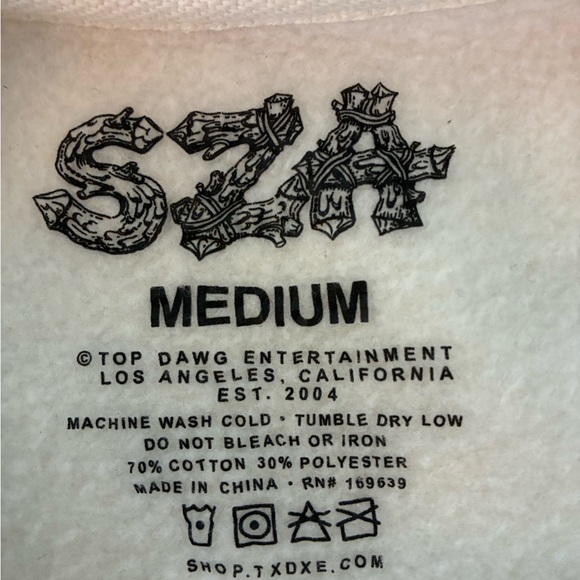 SZA
MEDIUM
©TOP DAWG ENTERTAINMENT
LOS ANGELES, CALIFORNIA
EST. 2004
MACHINE WASH COLD • TUMBLE DRY LOW
DO NOT BLEACH OR IRON
70% COTTON 30% POLYESTER
MADE IN CHINA • RN# 169639
SHOP.TXDXE.COM